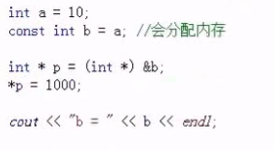 int a = 10;
const int b = a; //会分配内存
int * p = (int *) &b;
*p = 1000;
cout << "b = " << b << endl;